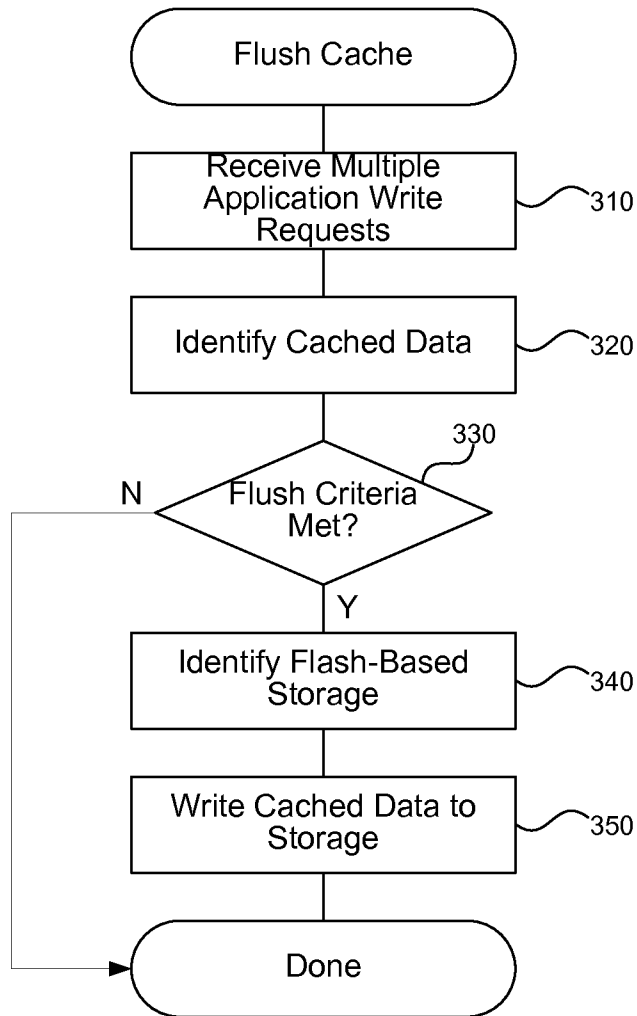 Flush Cache
Receive Multiple
Application Write
Requests
310
Identify Cached Data
320
330
N
Flush Criteria
Met?
Y
Identify Flash-Based
Storage
340
Write Cached Data to
Storage
350
Done